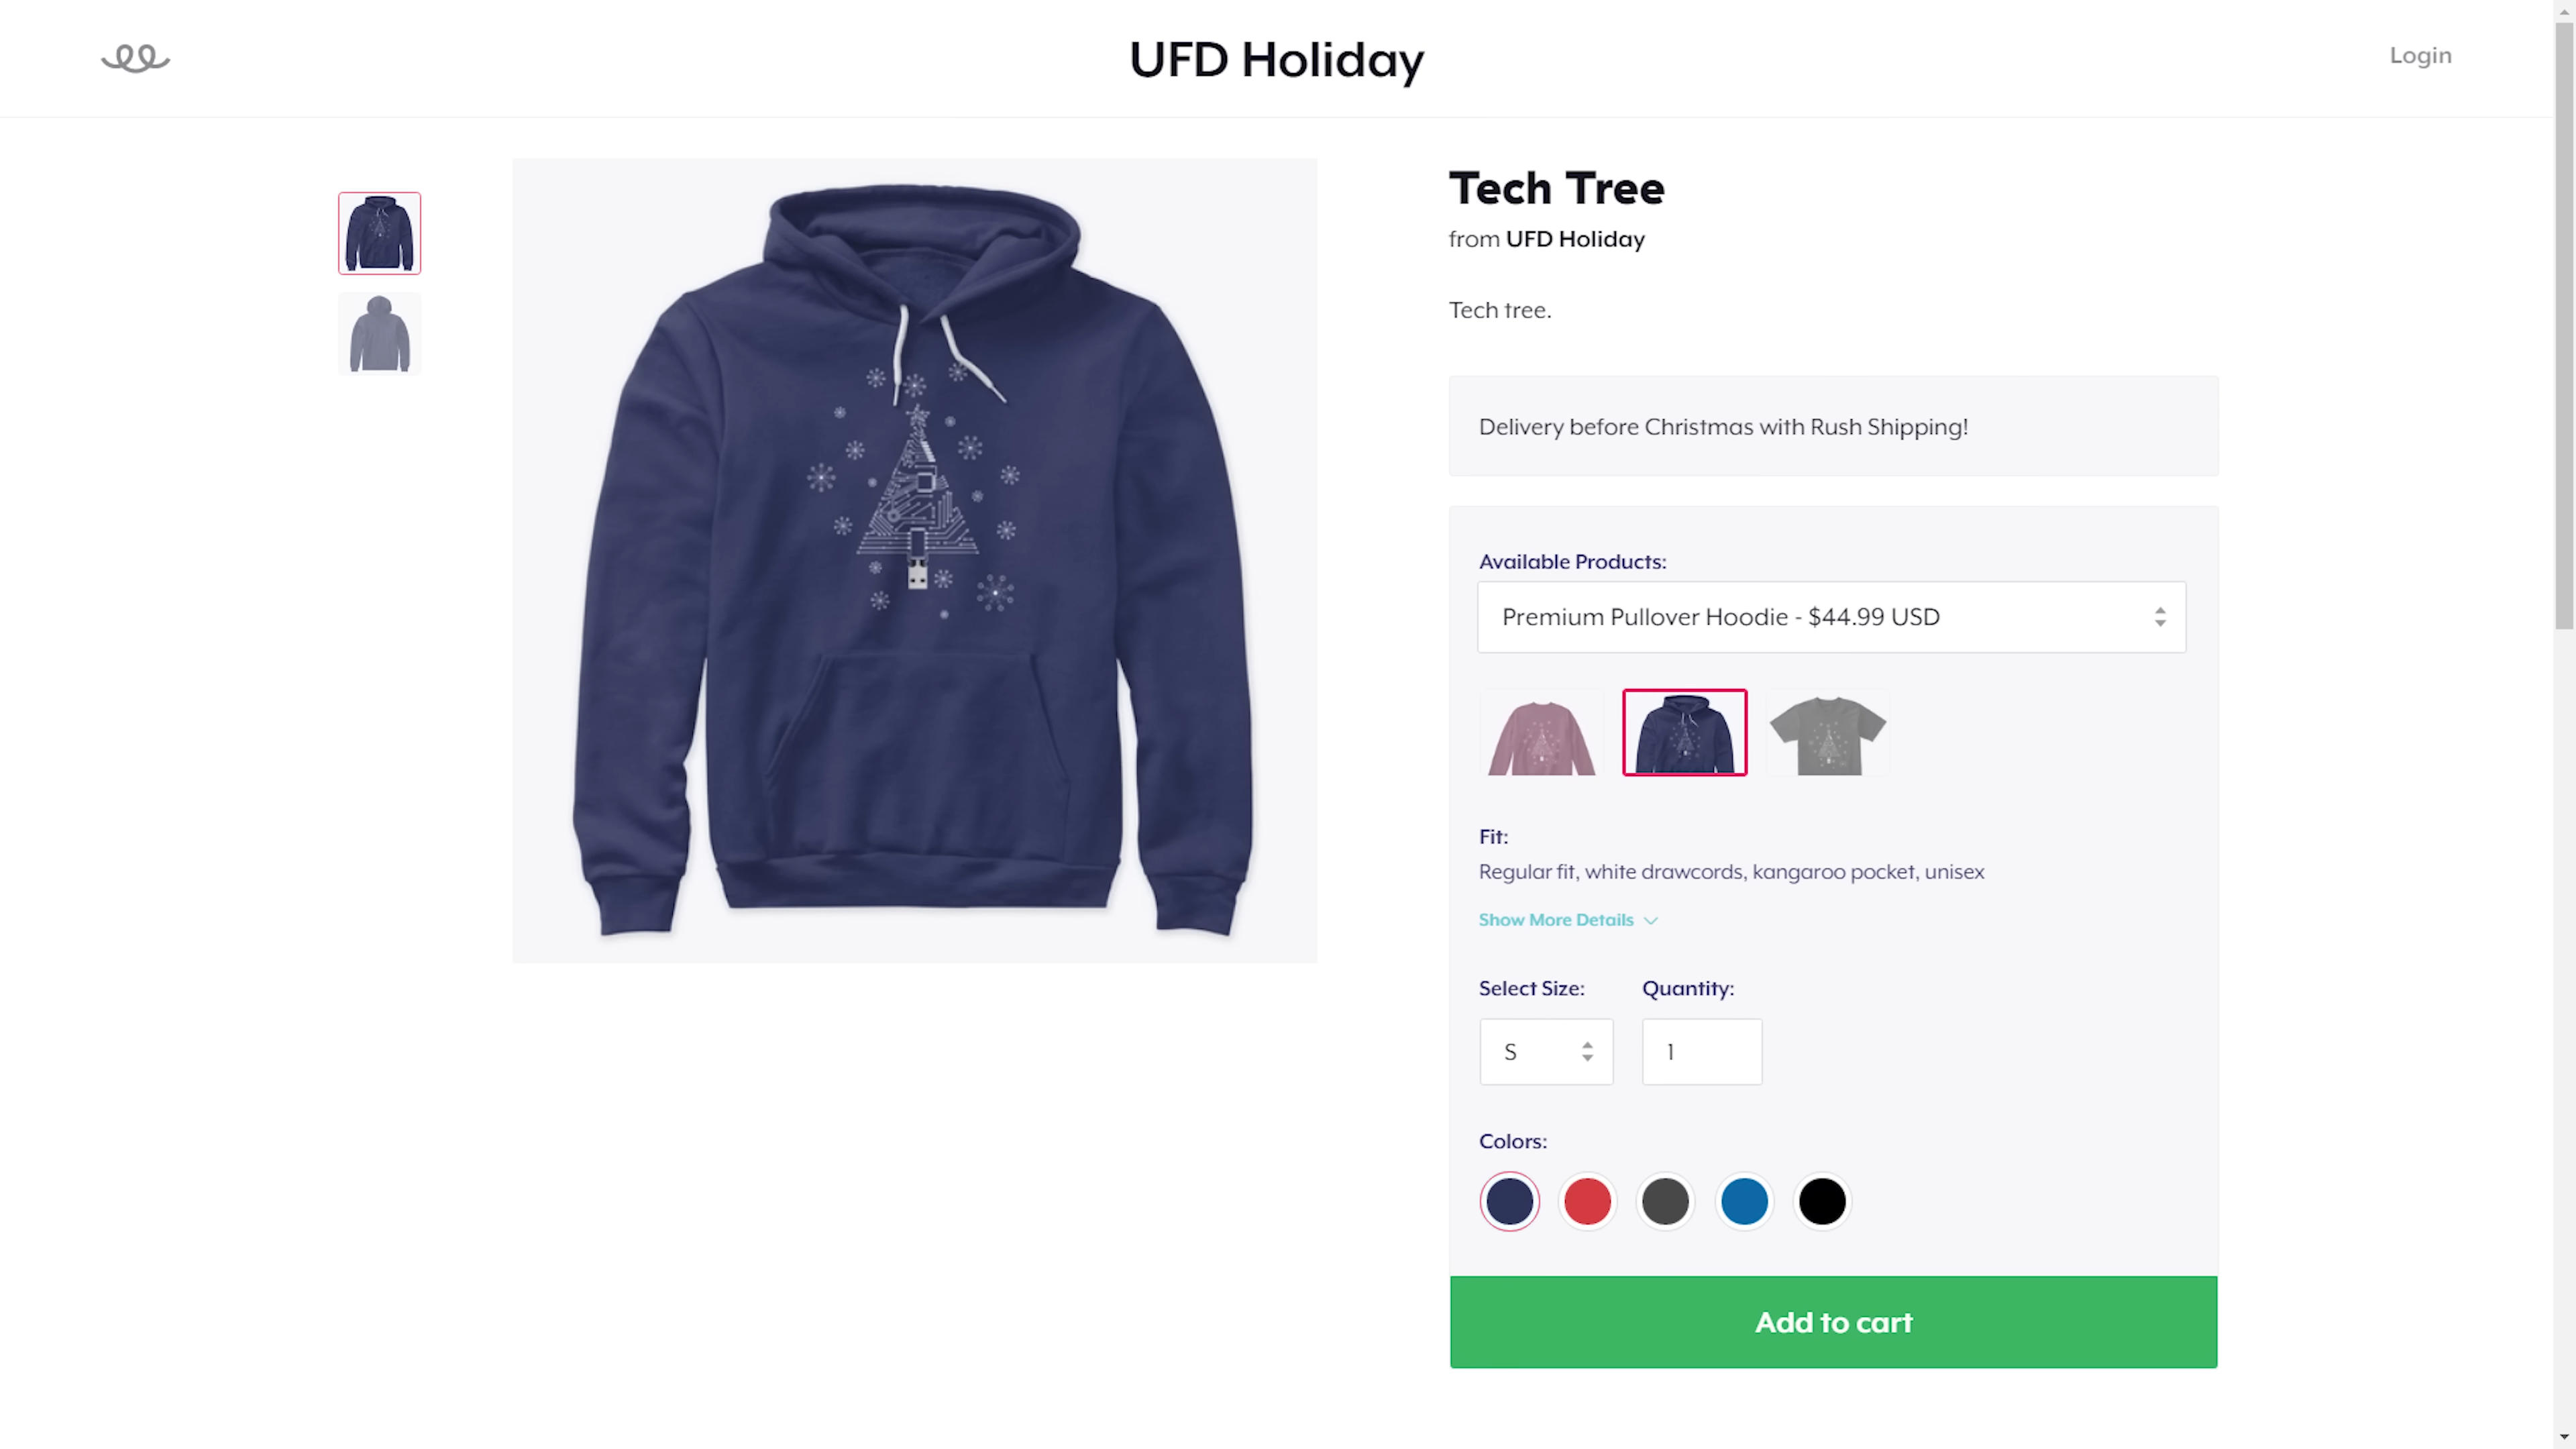 UFD Holiday
Login
Tech Tree
from UFD Holiday
Tech tree.
Delivery before Christmas with Rush Shipping!
Available Products:
Premium Pullover Hoodie - $44.99 USD
Fit:
Regular fit, white drawcords, kangaroo pocket, unisex
Show More Details
Select Size: Quantity:
S 1
Colors:
Add to cart